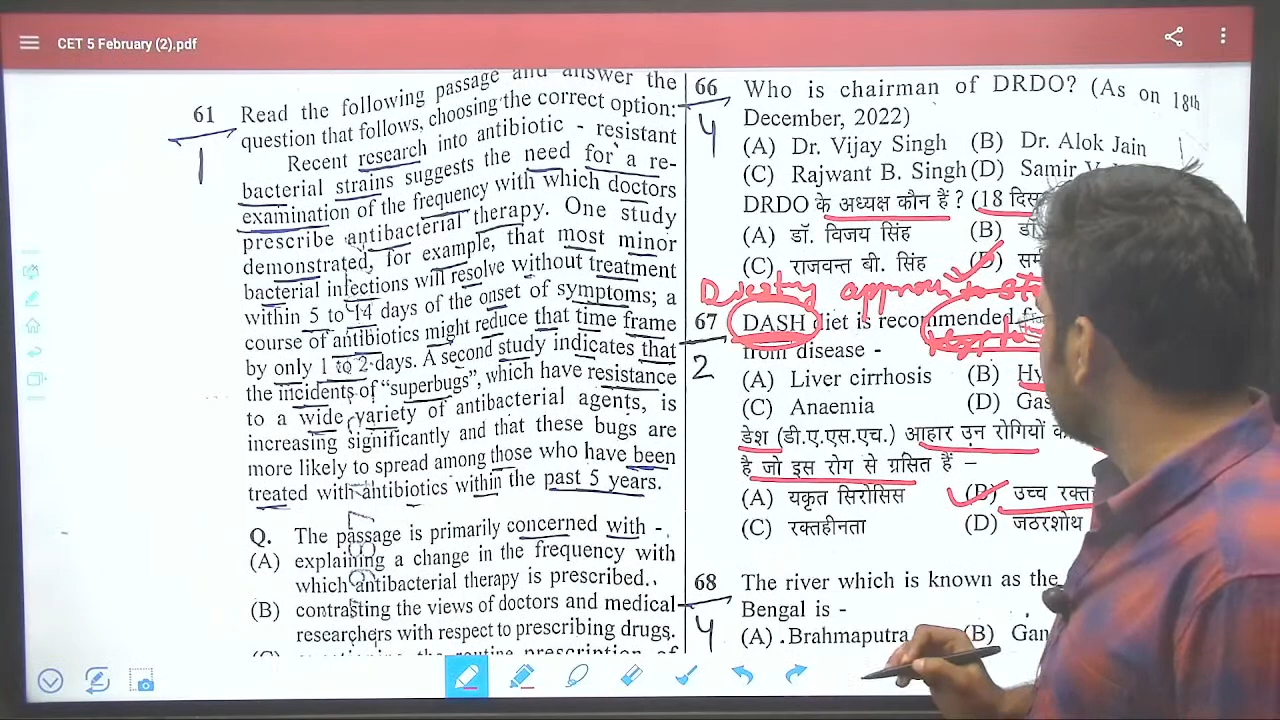 CET 5 February (2).pdf
61 Read the following passage and answer the
question that follows, choosing the correct option:
Recent research into antibiotic - resistant
bacterial strains suggests the need for a re-
examination of the frequency with which doctors
prescribe antibacterial therapy. One study
demonstrated, for example, that most minor
bacterial infections will resolve without treatment
within 5 to 14 days of the onset of symptoms; a
course of antibiotics might reduce that time frame
by only 1 to 2 days. A second study indicates that
the incidents of “superbugs”, which have resistance
to a wide variety of antibacterial agents, is
increasing significantly and that these bugs are
more likely to spread among those who have been
treated with antibiotics within the past 5 years.
Q. The passage is primarily concerned with -
(A) explaining a change in the frequency with
which antibacterial therapy is prescribed.
(B) contrasting the views of doctors and medical
researchers with respect to prescribing drugs.
1
66 Who is chairman of DRDO? (As on 18th
December, 2022)
4
(A) Dr. Vijay Singh (B) Dr. Alok Jain
(C) Rajwant B. Singh (D) Samir V.
DRDO के अध्यक्ष कौन हैं ? (18
(A) डॉ. विजय सिंह (B)
(C) राजवन्त बी. सिंह (D)
to
67 DASH diet is recommended
from disease -
2
(A) Liver cirrhosis (B)
(C) Anaemia (D)
डेश (डी.ए.एस.एच.) आहार उन रोगियों
है जो इस रोग से ग्रसित हैं –
(A) यकृत सिरोसिस (B) उच्च
(C) रक्तहीनता (D) जठरशोथ
68 The river which is known as the
Bengal is -
4
(A) Brahmaputra (B)